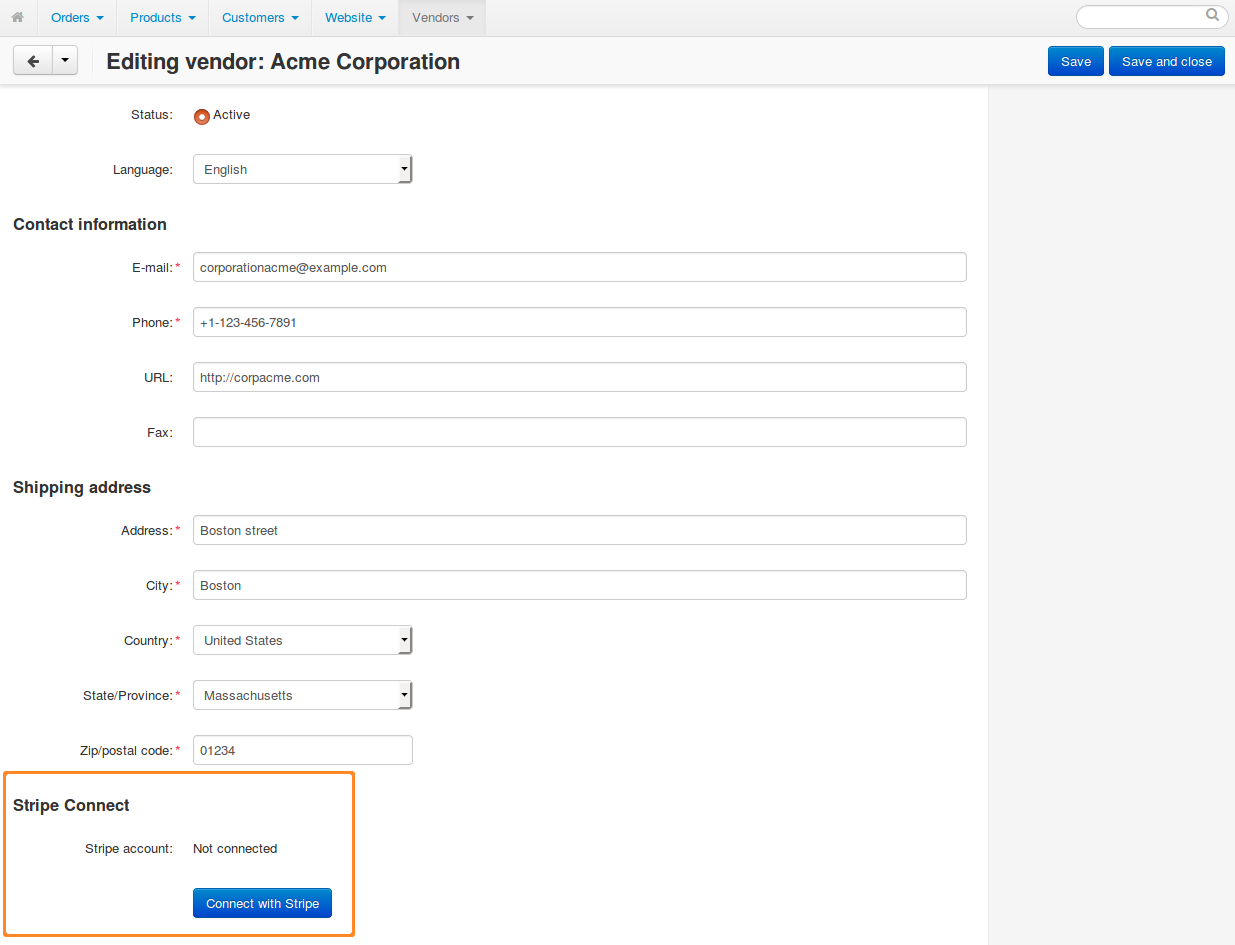 Orders Products Customers Website Vendors
Editing vendor: Acme Corporation Save Save and close
Status: Active
Language: English
Contact information
E-mail:* corporationacme@example.com
Phone:* +1-123-456-7891
URL: http://corpacme.com
Fax:
Shipping address
Address:* Boston street
City:* Boston
Country:* United States
State/Province:* Massachusetts
Zip/postal code:* 01234
Stripe Connect
Stripe account: Not connected
Connect with Stripe